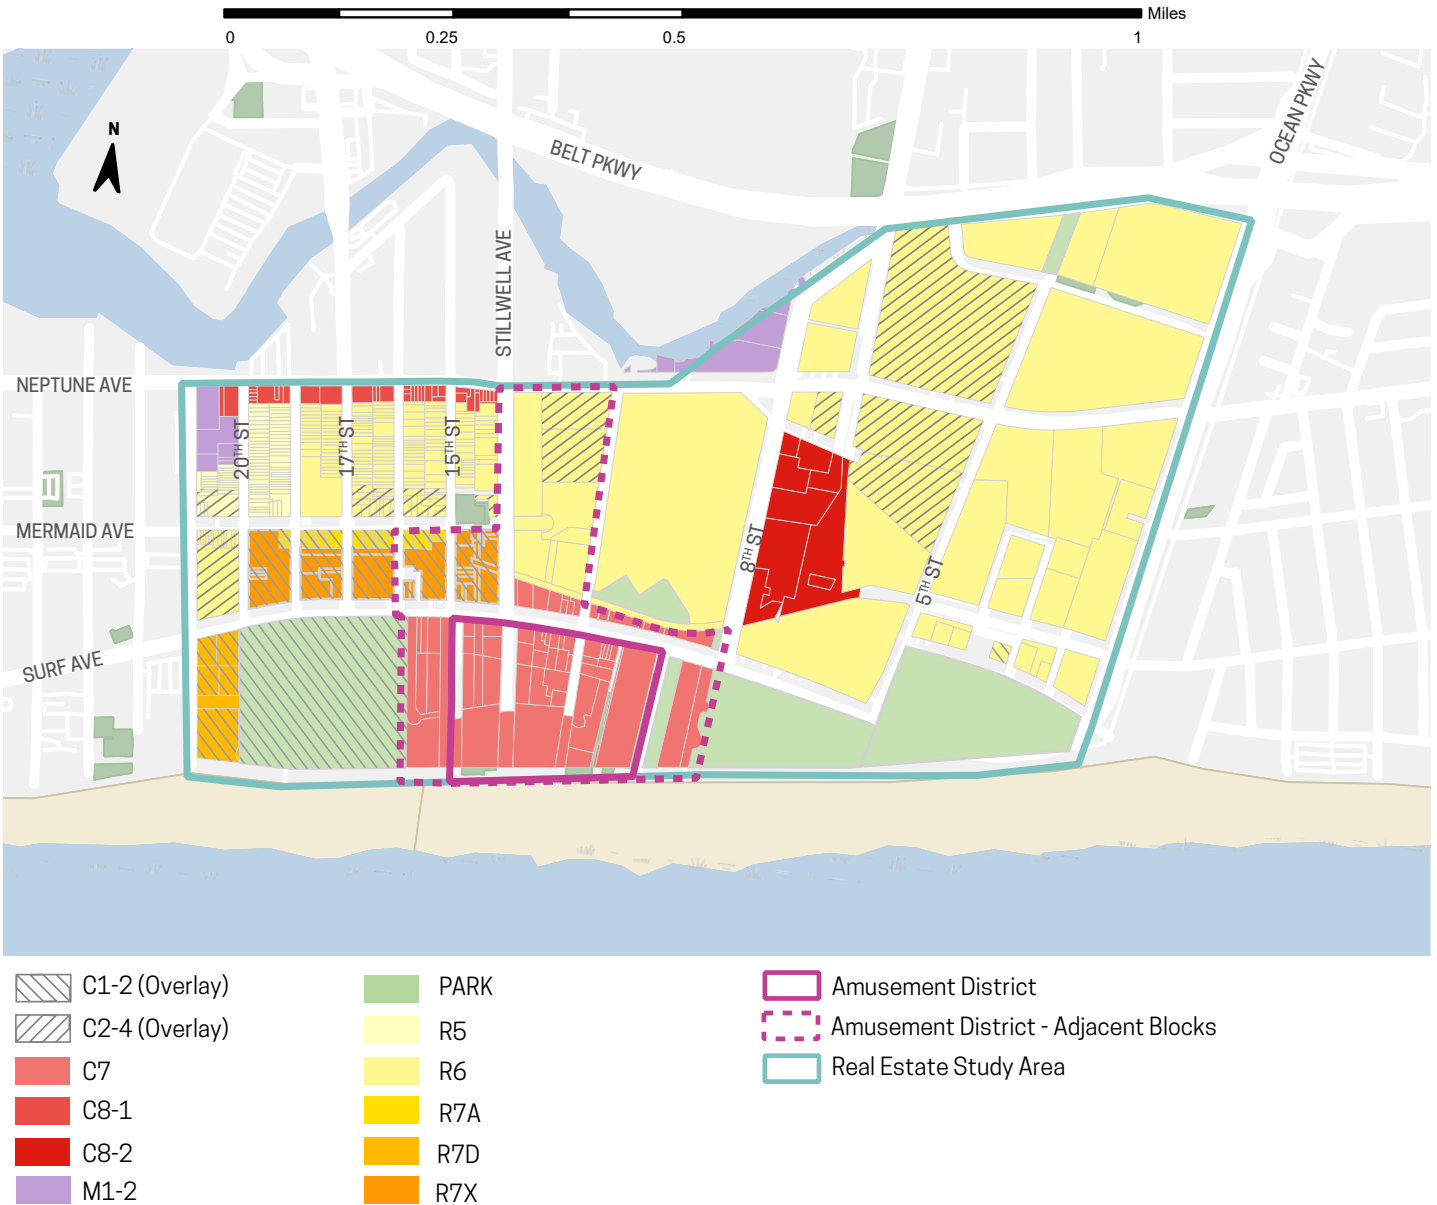 Miles
0 0.25 0.5 1
N
BELT PKWY
OCEAN PKWY
STILLWELL AVE
NEPTUNE AVE
20TH ST
17TH ST
15TH ST
MERMAID AVE
8TH ST
5TH ST
SURF AVE
C1-2 (Overlay)
C2-4 (Overlay)
C7
C8-1
C8-2
M1-2
PARK
R5
R6
R7A
R7D
R7X
Amusement District
Amusement District - Adjacent Blocks
Real Estate Study Area